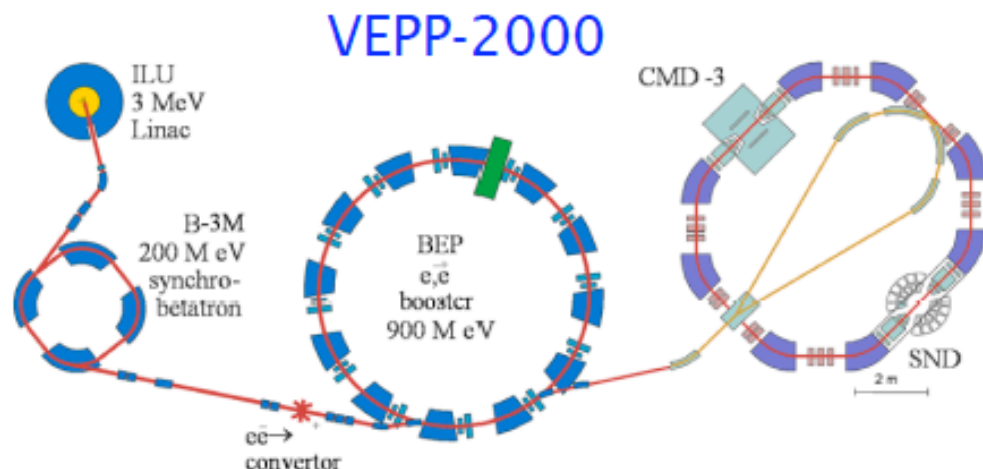 VEPP-2000
ILU
3 MeV
Linac
CMD -3
B-3M
200 M eV
synchro-
betatron
BEP
e,e
booster
900 M eV
SND
2 m
ee→
convertor